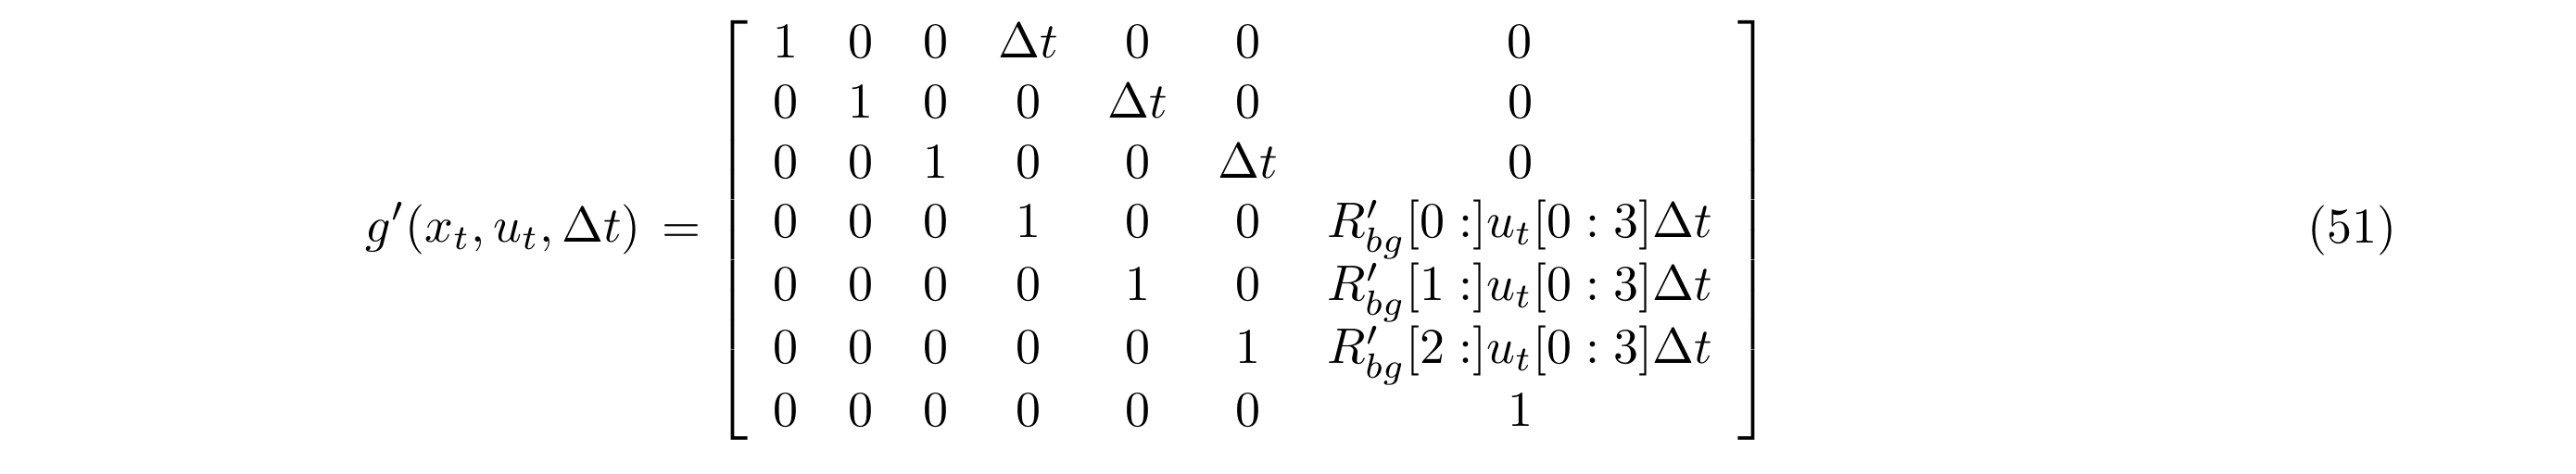 1 0 0 Δt 0 0 0
0 1 0 0 Δt 0 0
0 0 1 0 0 Δt 0
g′(x_t, u_t, Δt) = 0 0 0 1 0 0 R′_bg[0 :]u_t[0 : 3]Δt (51)
0 0 0 0 1 0 R′_bg[1 :]u_t[0 : 3]Δt
0 0 0 0 0 1 R′_bg[2 :]u_t[0 : 3]Δt
0 0 0 0 0 0 1